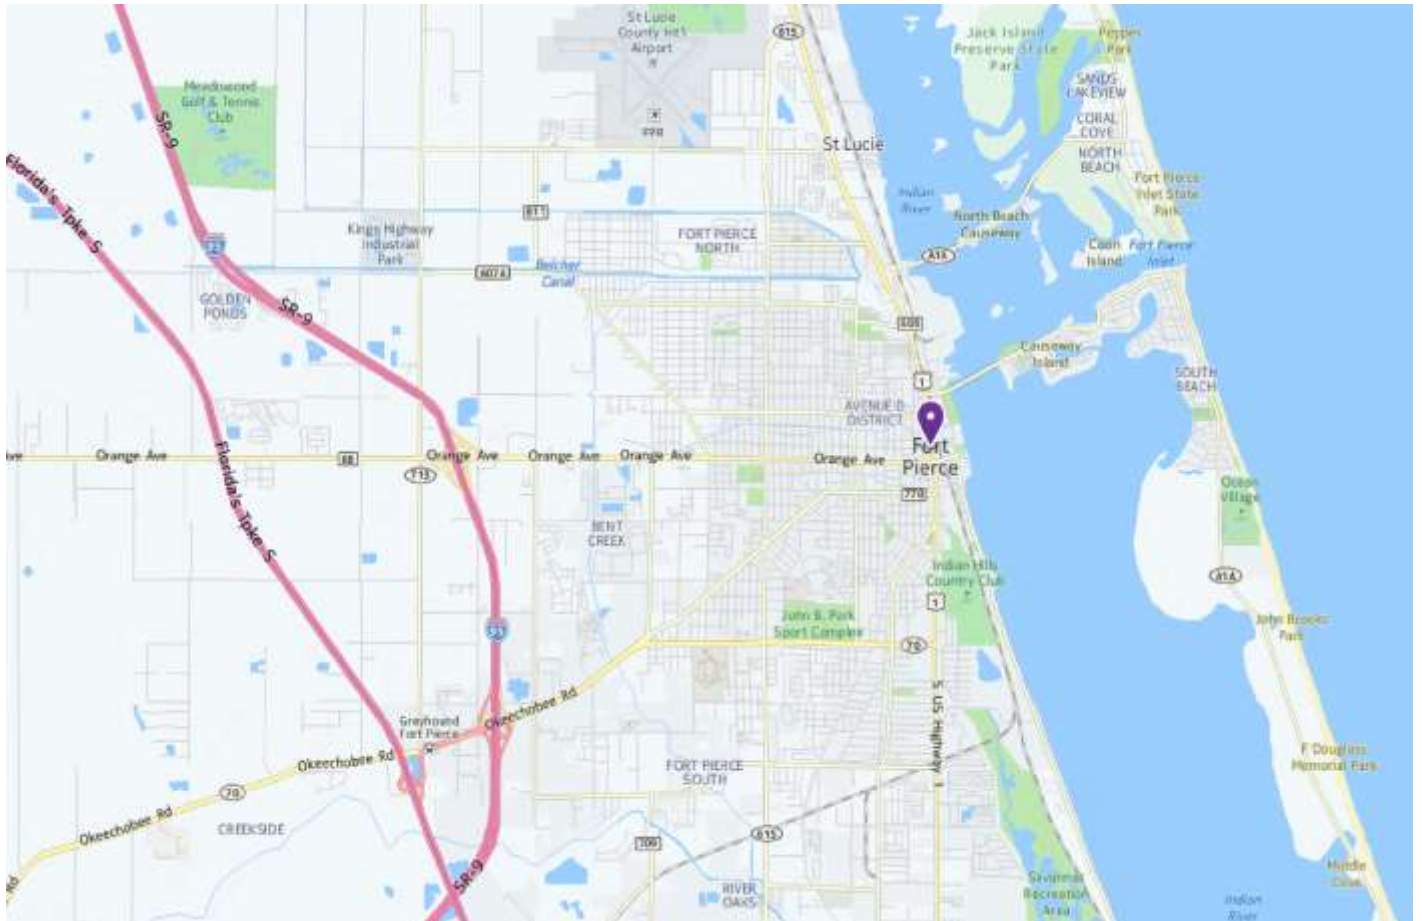 St Lucie
County Int'l
Airport
615
Jack Island
Preserve State
Park
Pepper
Park
Meadowood
Golf & Tennis
Club
SANDS
LAKEVIEW
SR-9
CORAL
COVE
St Lucie
NORTH
BEACH
Florida's Tpke S
Fort Pierce
Inlet State
Park
Indian
River
North Beach
Causeway
611
Kings Highway
Industrial
Park
FORT PIERCE
NORTH
Coon
Island
Fort Pierce
Inlet
A1A
607A
Belcher
Canal
GOLDEN
PONDS
SR-9
608
Causeway
Island
1
SOUTH
BEACH
AVENUE D
DISTRICT
Fort
Pierce
Orange Ave
68
Orange Ave
Orange Ave
Orange Ave
Orange Ave
713
770
Ocean
Village
Florida's Tpke S
BENT
CREEK
Indian Hills
Country Club
A1A
1
John B. Park
Sport Complex
John Brooks
Park
95
70
S US Highway 1
Okeechobee Rd
Greyhound
Fort Pierce
Okeechobee Rd
F Douglass
Memorial Park
FORT PIERCE
SOUTH
70
Okeechobee Rd
CREEKSIDE
615
709
SR-9
Middle
Cove
RIVER
OAKS
Savannas
Recreation
Area
Indian
River
Rd